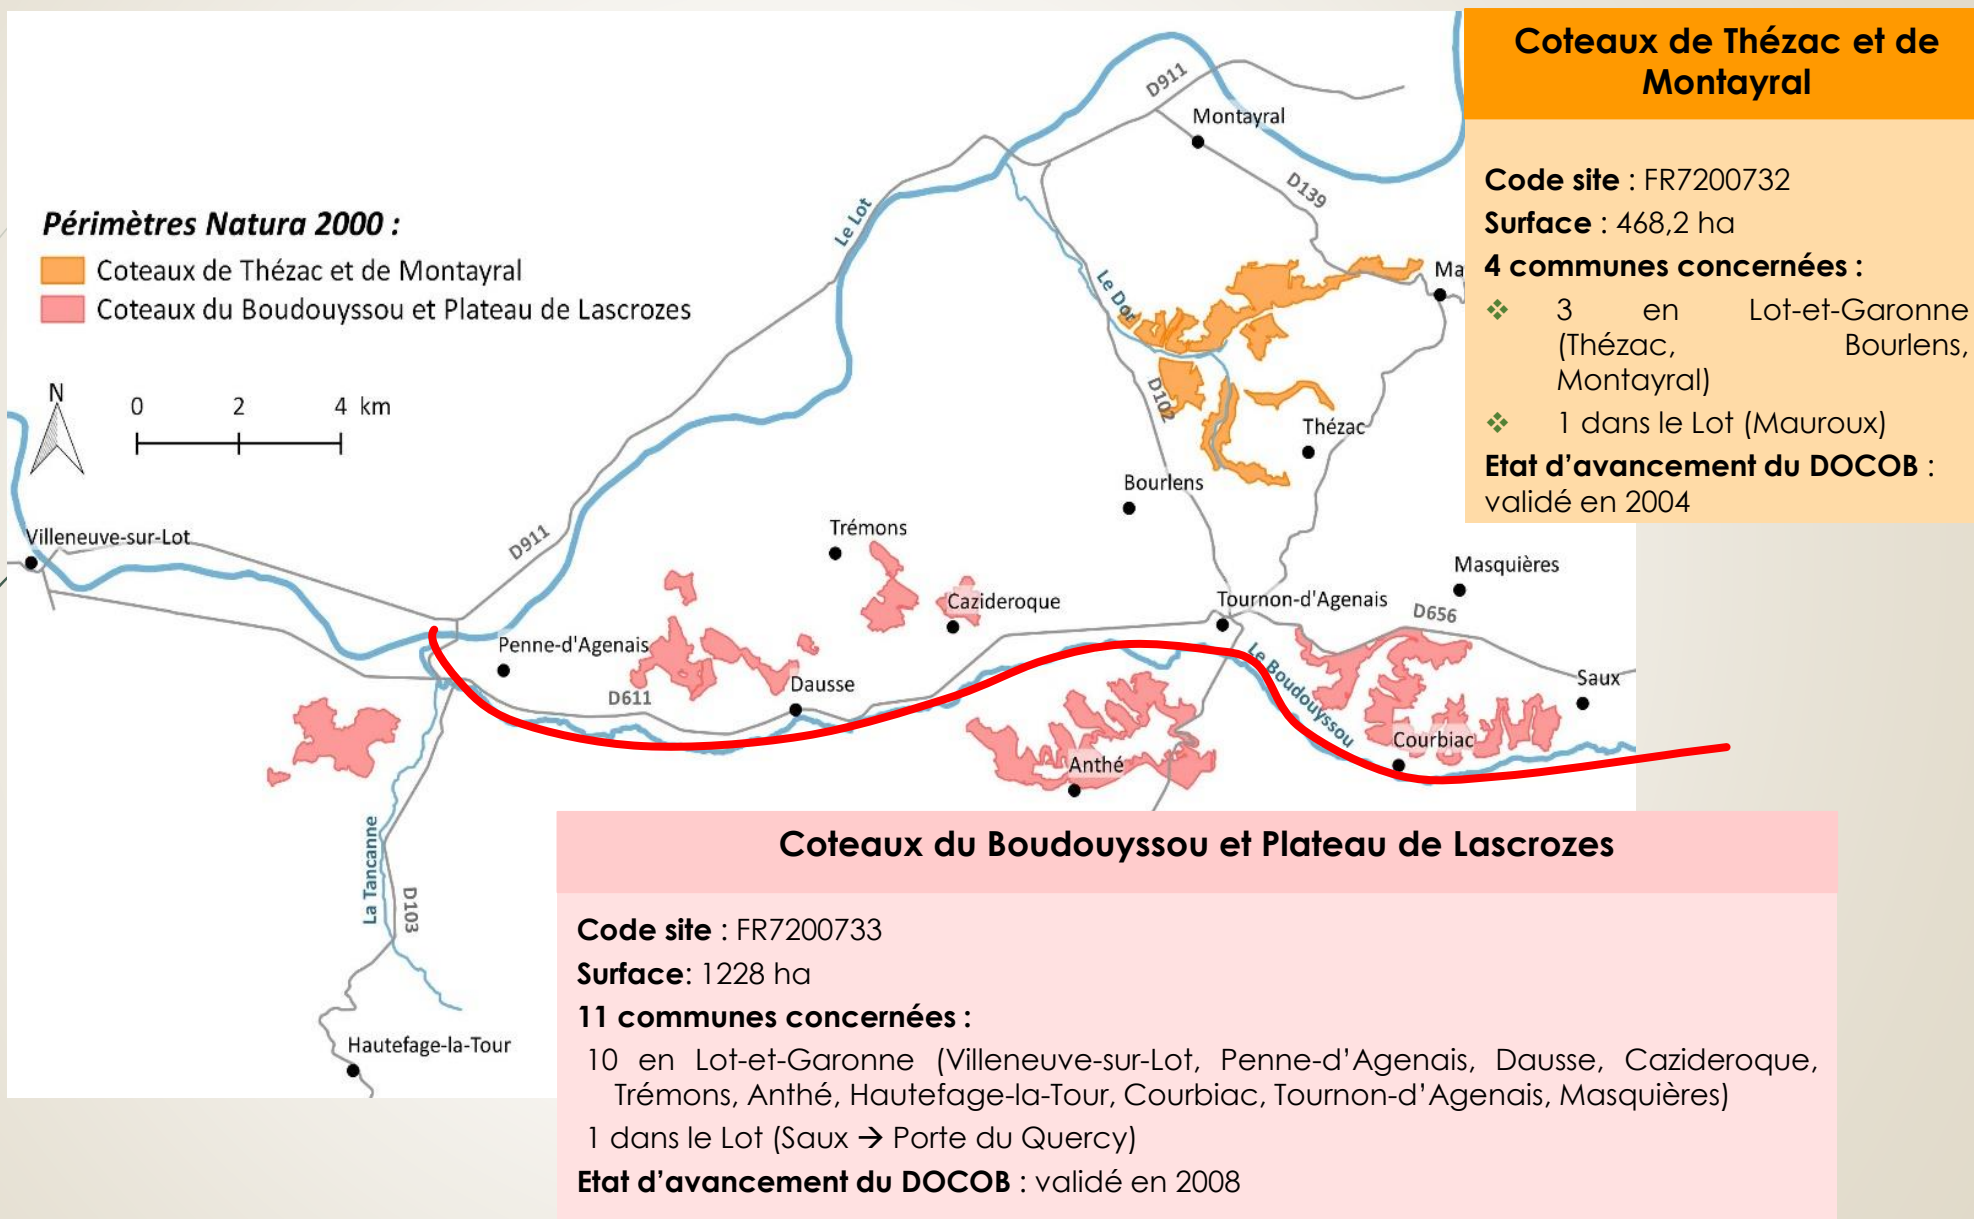 Coteaux de Thézac et de
Montayral
Code site : FR7200732
Surface : 468,2 ha
4 communes concernées :
❖ 3 en Lot-et-Garonne
(Thézac, Bourlens,
Montayral)
❖ 1 dans le Lot (Mauroux)
Etat d’avancement du DOCOB :
validé en 2004
Périmètres Natura 2000 :
Coteaux de Thézac et de Montayral
Coteaux du Boudouyssou et Plateau de Lascrozes
N
0 2 4 km
D911
Montayral
D139
Le Lot
Le Dor
Ma
D102
Thézac
Bourlens
Villeneuve-sur-Lot
D911
Trémons
Masquières
Cazideroque
Tournon-d'Agenais
D656
Penne-d'Agenais
Le Boudouyssou
Dausse
D611
Saux
Courbiac
Anthé
La Tancanne
D103
Hautefage-la-Tour
Coteaux du Boudouyssou et Plateau de Lascrozes
Code site : FR7200733
Surface: 1228 ha
11 communes concernées :
10 en Lot-et-Garonne (Villeneuve-sur-Lot, Penne-d’Agenais, Dausse, Cazideroque,
Trémons, Anthé, Hautefage-la-Tour, Courbiac, Tournon-d’Agenais, Masquières)
1 dans le Lot (Saux → Porte du Quercy)
Etat d’avancement du DOCOB : validé en 2008